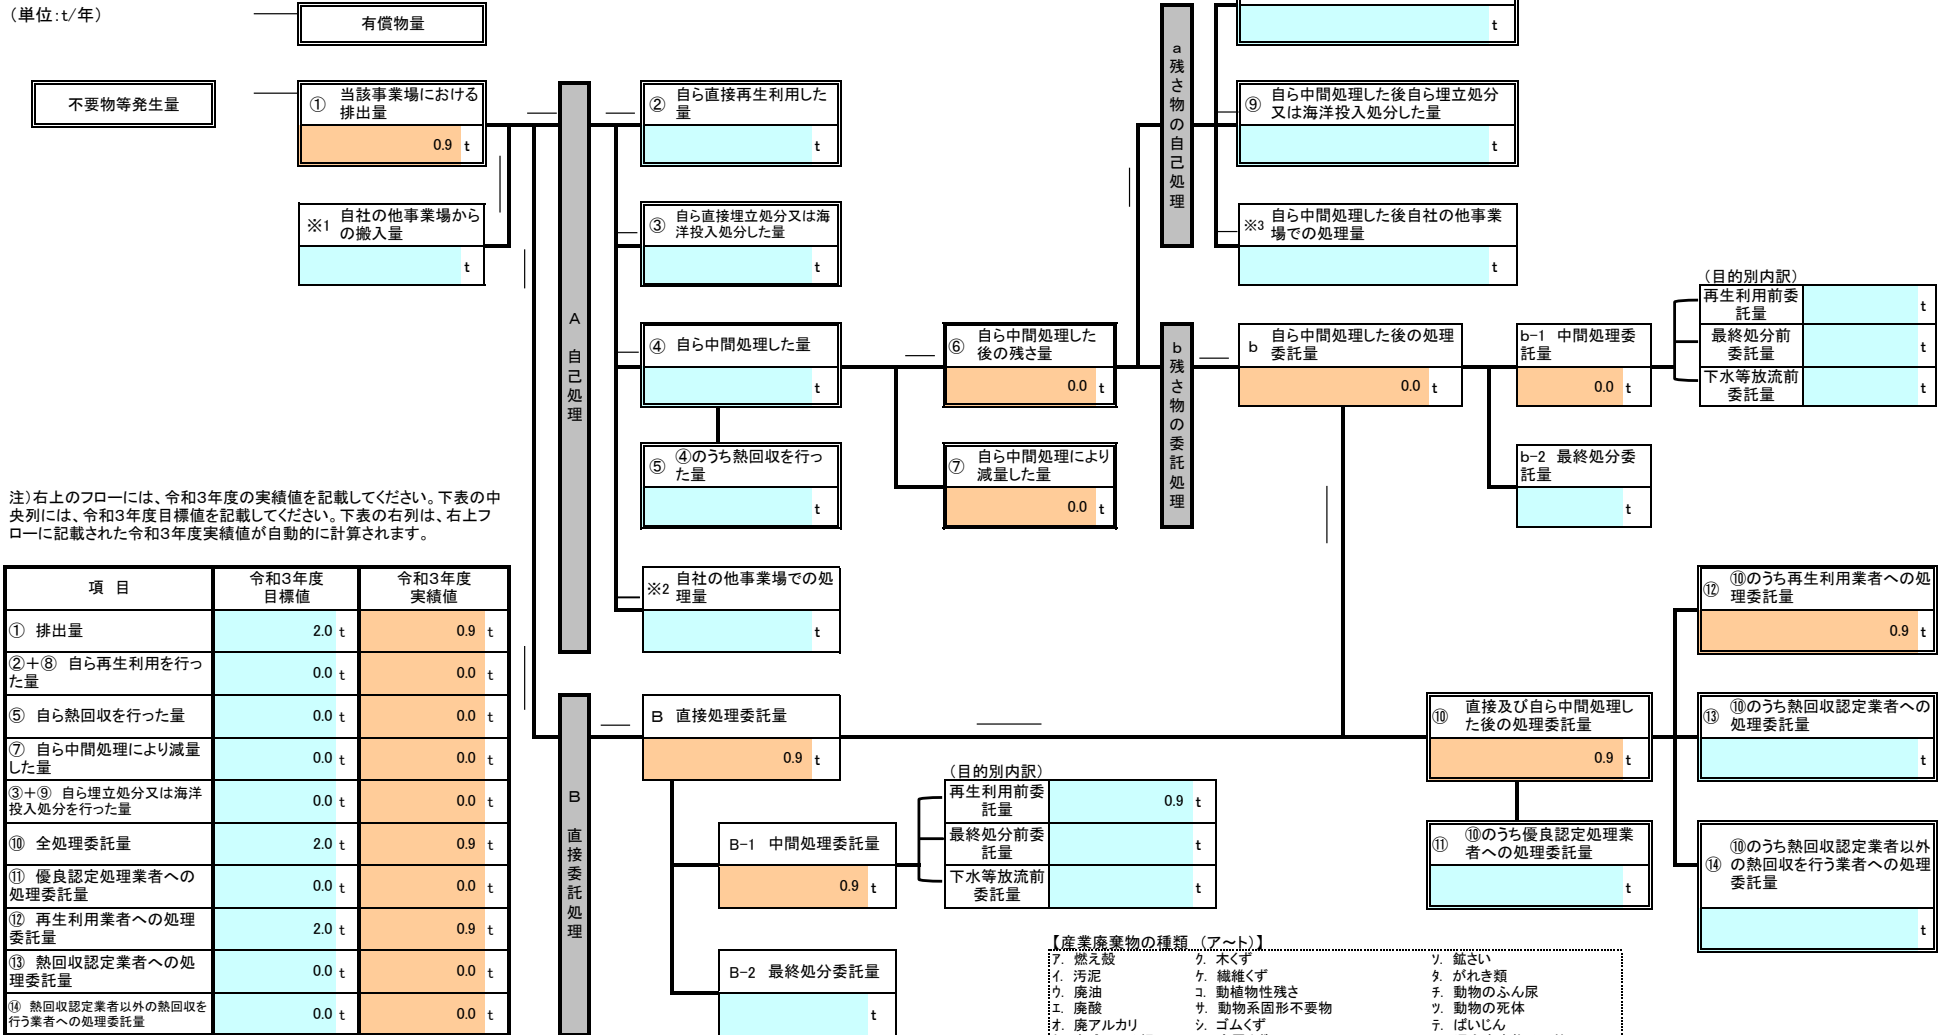 （単位：t/年）
有償物量
t
不要物等発生量
① 当該事業場における
排出量
0.9 t
※1 自社の他事業場から
の搬入量
t
A 自己処理
② 自ら直接再生利用した
量
t
③ 自ら直接埋立処分又は海
洋投入処分した量
t
④ 自ら中間処理した量
t
⑤ ④のうち熱回収を行っ
た量
t
※2 自社の他事業場での処
理量
t
⑥ 自ら中間処理した
後の残さ量
0.0 t
⑦ 自ら中間処理により
減量した量
0.0 t
a 残さ物の自己処理
⑨ 自ら中間処理した後自ら埋立処分
又は海洋投入処分した量
t
※3 自ら中間処理した後自社の他事業
場での処理量
t
b 残さ物の委託処理
b 自ら中間処理した後の処理
委託量
0.0 t
b-1 中間処理委
託量
0.0 t
b-2 最終処分委
託量
t
（目的別内訳）
再生利用前委
託量
t
最終処分前
委託量
t
下水等放流前
委託量
t
注）右上のフローには、令和3年度の実績値を記載してください。下表の中
央列には、令和3年度目標値を記載してください。下表の右列は、右上フ
ローに記載された令和3年度実績値が自動的に計算されます。
項 目 令和3年度 目標値 令和3年度 実績値
① 排出量 2.0 t 0.9 t
②＋⑧ 自ら再生利用を行っ
た量 0.0 t 0.0 t
⑤ 自ら熱回収を行った量 0.0 t 0.0 t
⑦ 自ら中間処理により減量
した量 0.0 t 0.0 t
③＋⑨ 自ら埋立処分又は海洋
投入処分を行った量 0.0 t 0.0 t
⑩ 全処理委託量 2.0 t 0.9 t
⑪ 優良認定処理業者への
処理委託量 0.0 t 0.0 t
⑫ 再生利用業者への処理
委託量 2.0 t 0.9 t
⑬ 熱回収認定業者への処
理委託量 0.0 t 0.0 t
⑭ 熱回収認定業者以外の熱回収を
行う業者への処理委託量 0.0 t 0.0 t
B 直接委託処理
B 直接処理委託量
0.9 t
B-1 中間処理委託量
0.9 t
B-2 最終処分委託量
t
（目的別内訳）
再生利用前委
託量
0.9 t
最終処分前委
託量
t
下水等放流前
委託量
t
⑩ 直接及び自ら中間処理し
た後の処理委託量
0.9 t
⑪ ⑩のうち優良認定処理業
者への処理委託量
t
⑫ ⑩のうち再生利用業者への処
理委託量
0.9 t
⑬ ⑩のうち熱回収認定業者への
処理委託量
t
⑭ ⑩のうち熱回収認定業者以外
の熱回収を行う業者への処理
委託量
t
【産業廃棄物の種類 （ア～ト）】
ア. 燃え殻 ク. 木くず ソ. 鉱さい
イ. 汚泥 ケ. 繊維くず タ. がれき類
ウ. 廃油 コ. 動植物性残さ チ. 動物のふん尿
エ. 廃酸 サ. 動物系固形不要物 ツ. 動物の死体
オ. 廃アルカリ シ. ゴムくず テ. ばいじん